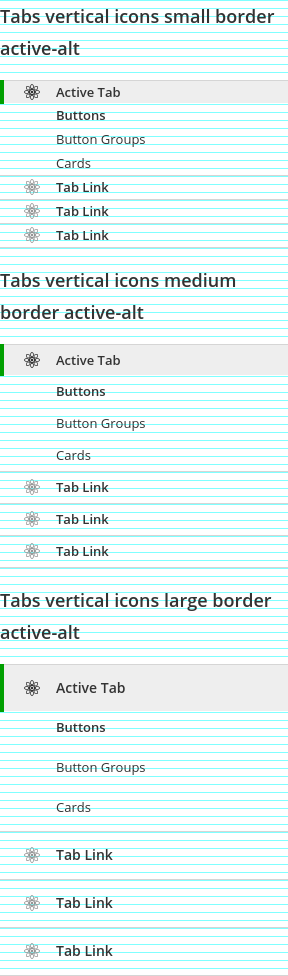 Tabs vertical icons small border
active-alt
Active Tab
Buttons
Button Groups
Cards
Tab Link
Tab Link
Tab Link
Tabs vertical icons medium
border active-alt
Active Tab
Buttons
Button Groups
Cards
Tab Link
Tab Link
Tab Link
Tabs vertical icons large border
active-alt
Active Tab
Buttons
Button Groups
Cards
Tab Link
Tab Link
Tab Link